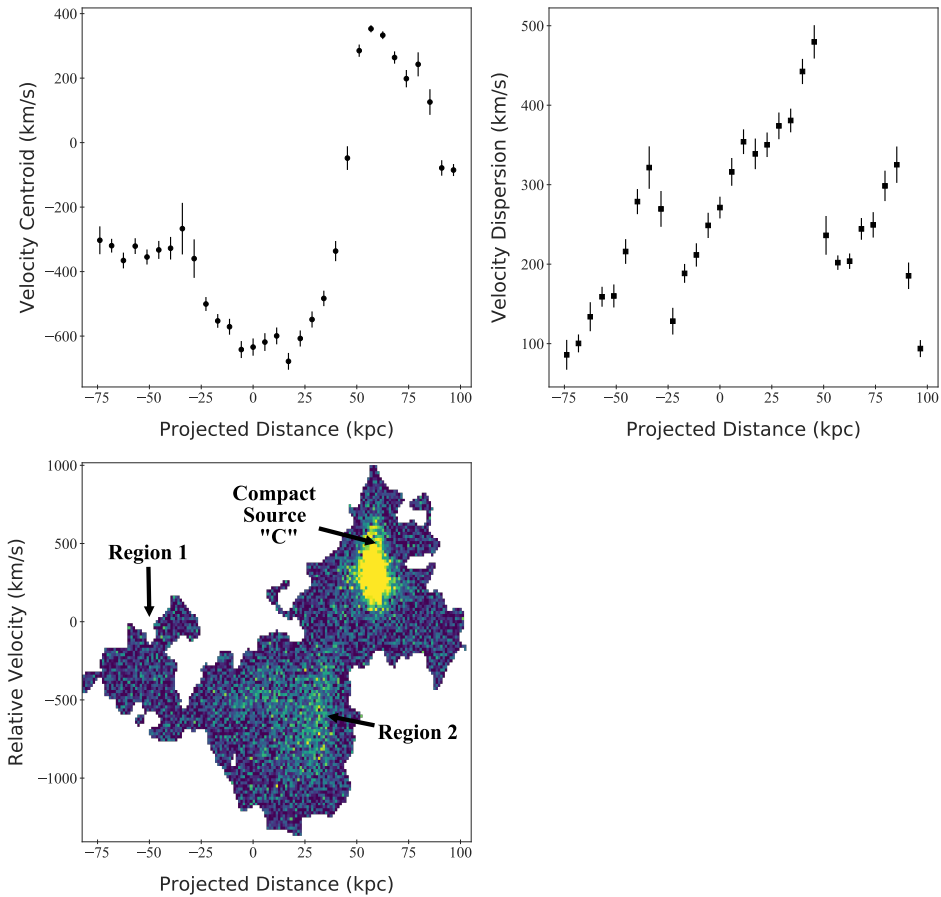 400
200
0
−200
−400
−600
Velocity Centroid (km/s)
−75 −50 −25 0 25 50 75 100
Projected Distance (kpc)
500
400
300
200
100
Velocity Dispersion (km/s)
−75 −50 −25 0 25 50 75 100
Projected Distance (kpc)
1000
500
0
−500
−1000
Relative Velocity (km/s)
Compact
Source
"C"
Region 1
Region 2
−75 −50 −25 0 25 50 75 100
Projected Distance (kpc)